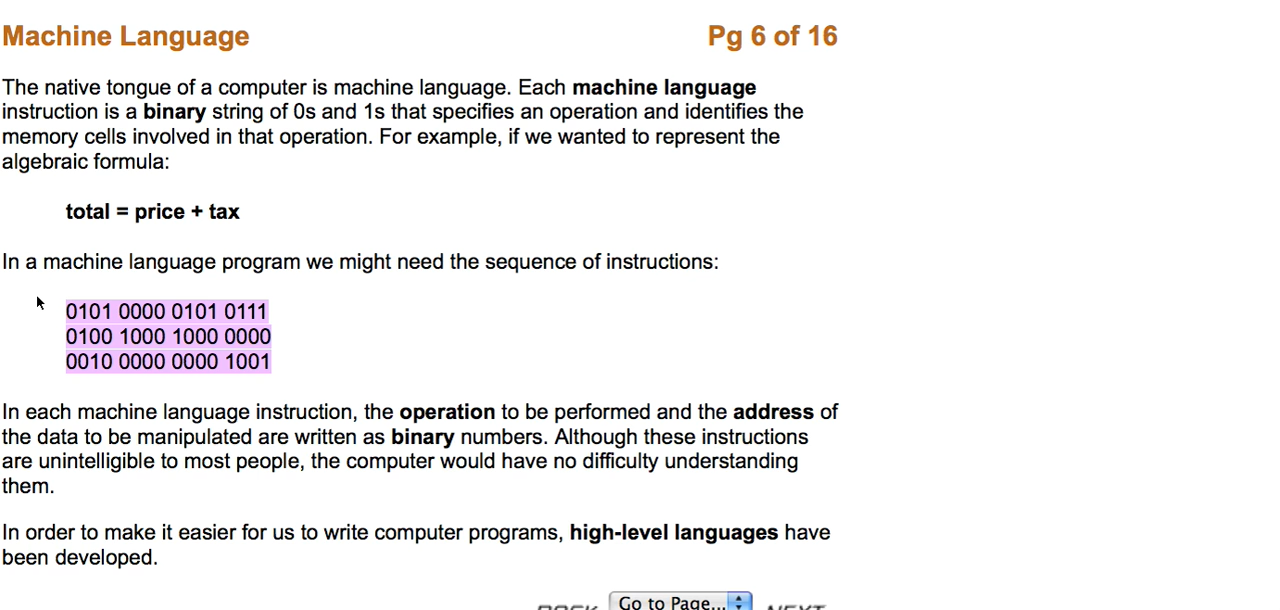 Machine Language Pg 6 of 16
The native tongue of a computer is machine language. Each machine language
instruction is a binary string of 0s and 1s that specifies an operation and identifies the
memory cells involved in that operation. For example, if we wanted to represent the
algebraic formula:
total = price + tax
In a machine language program we might need the sequence of instructions:
0101 0000 0101 0111
0100 1000 1000 0000
0010 0000 0000 1001
In each machine language instruction, the operation to be performed and the address of
the data to be manipulated are written as binary numbers. Although these instructions
are unintelligible to most people, the computer would have no difficulty understanding
them.
In order to make it easier for us to write computer programs, high-level languages have
been developed.
Go to Page... NEXT